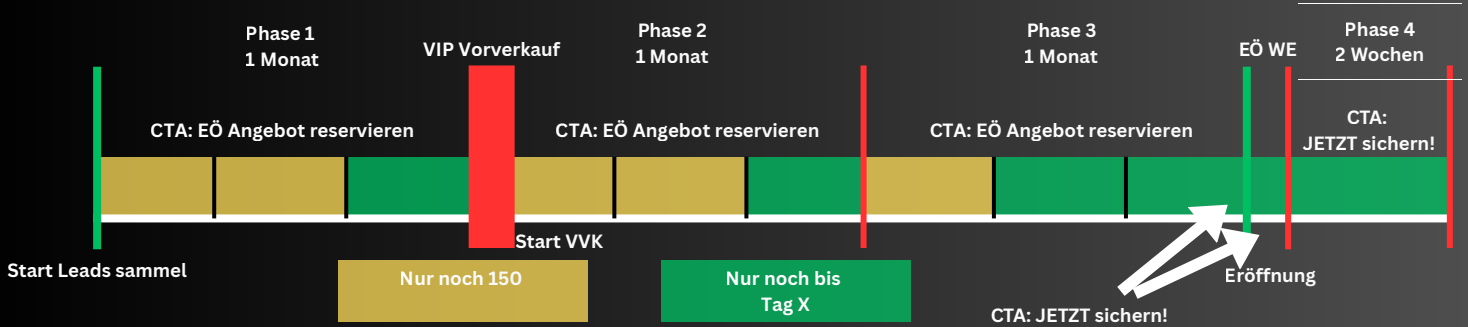 Phase 1
1 Monat
VIP Vorverkauf
Phase 2
1 Monat
Phase 3
1 Monat
EÖ WE
Phase 4
2 Wochen
CTA: EÖ Angebot reservieren
CTA: EÖ Angebot reservieren
CTA: EÖ Angebot reservieren
CTA:
JETZT sichern!
Start Leads sammel
Start VVK
Nur noch 150
Nur noch bis
Tag X
Eröffnung
CTA: JETZT sichern!